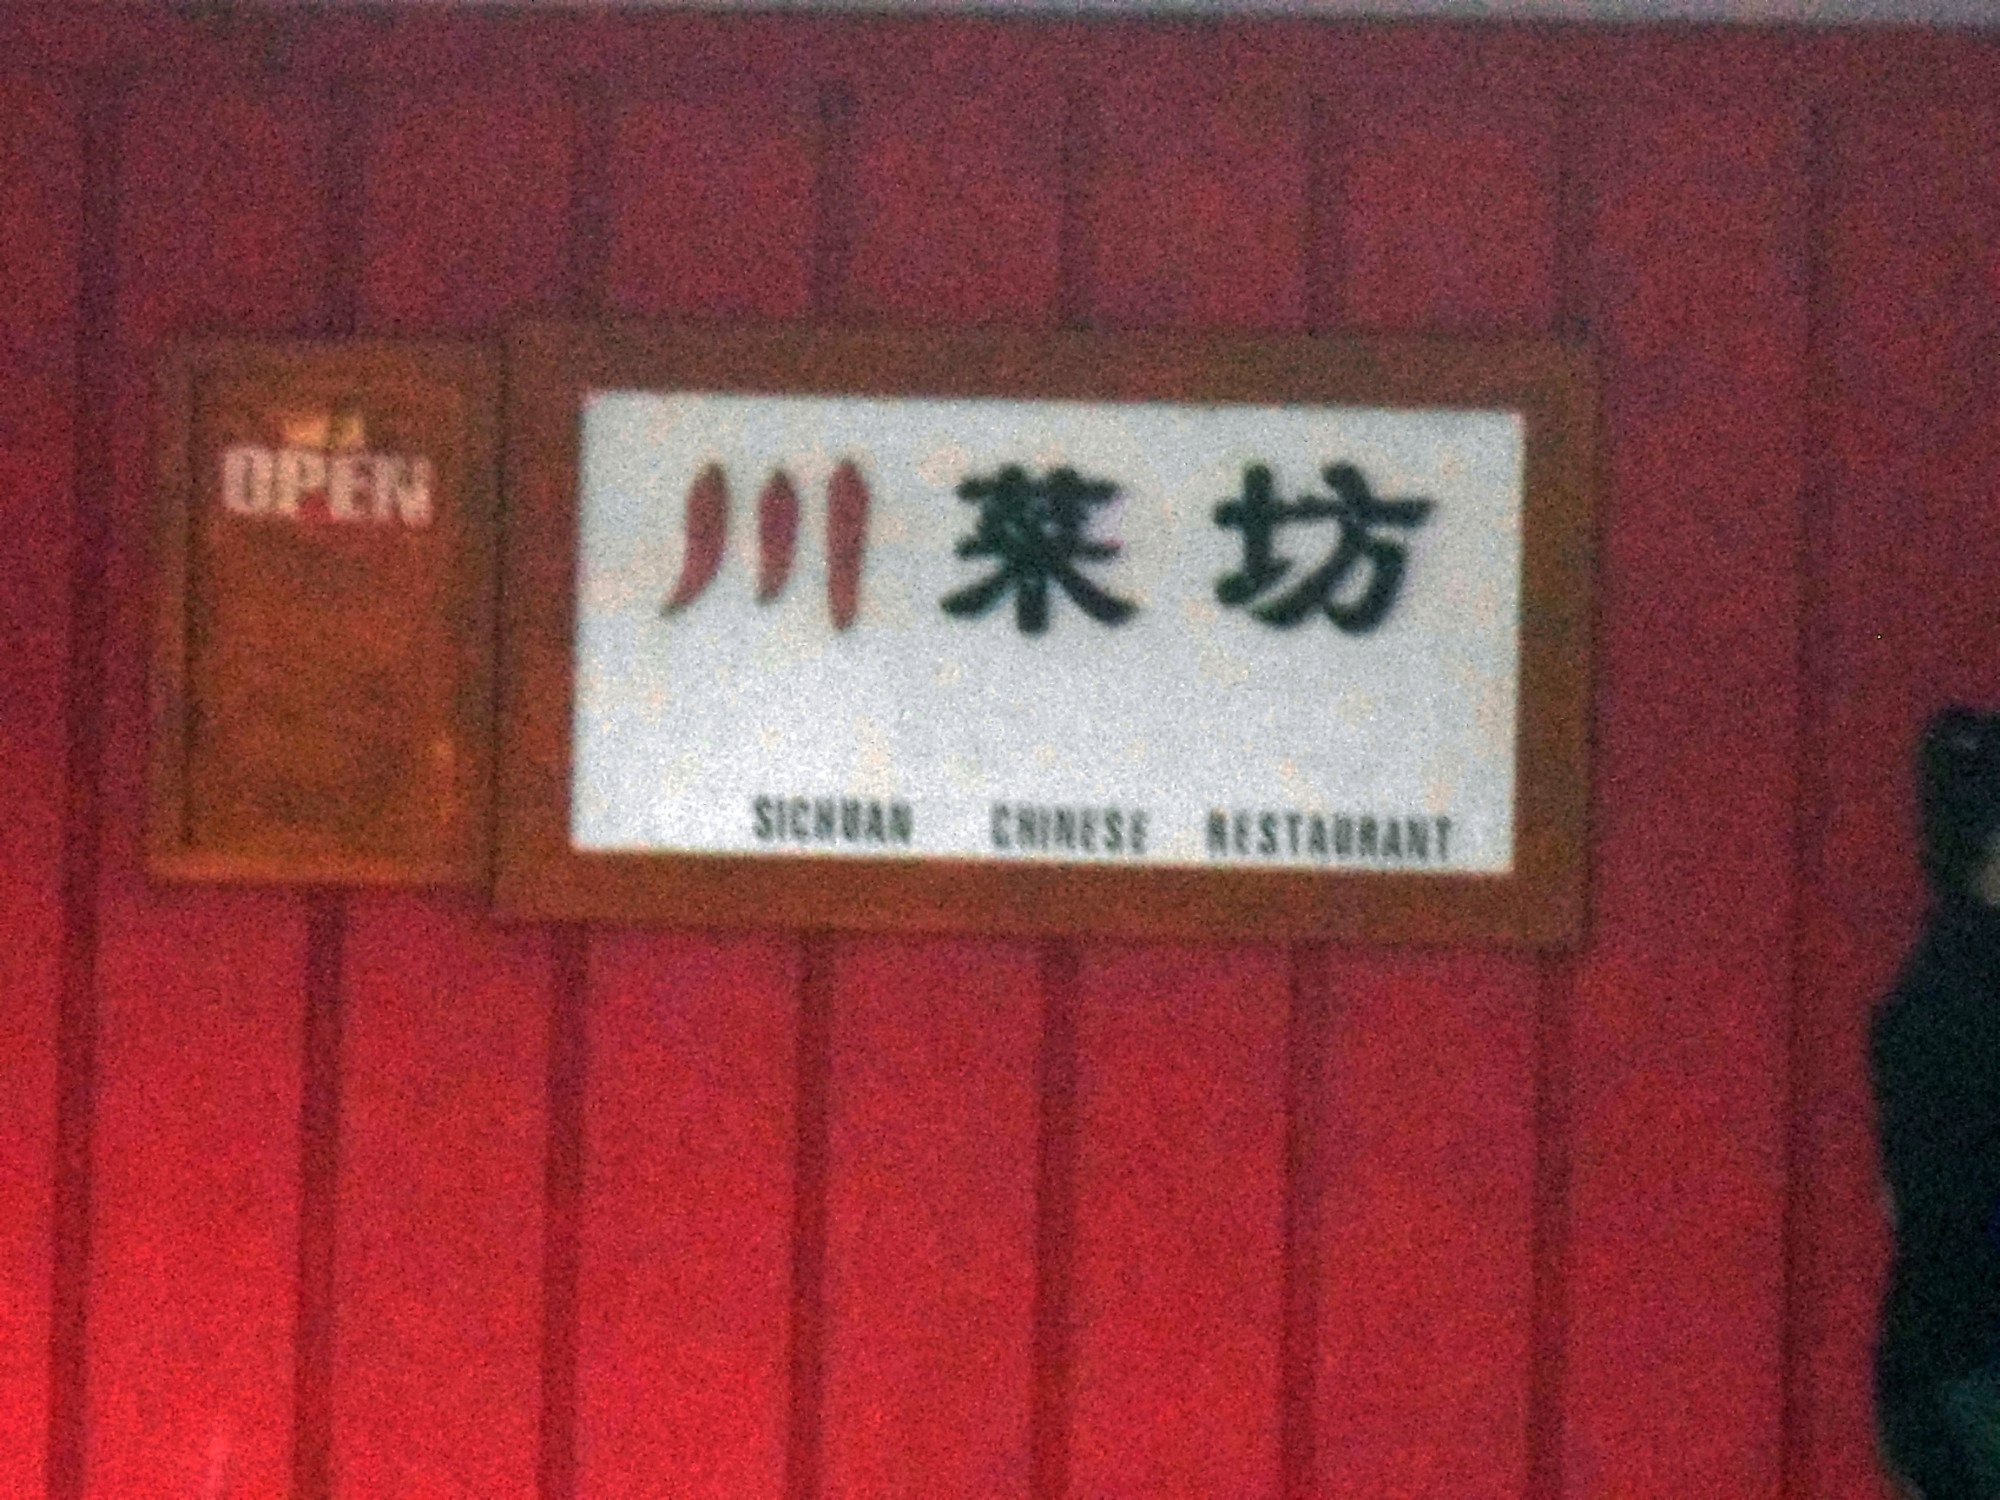 OPEN
川菜坊
SICHUAN CHINESE RESTAURANT